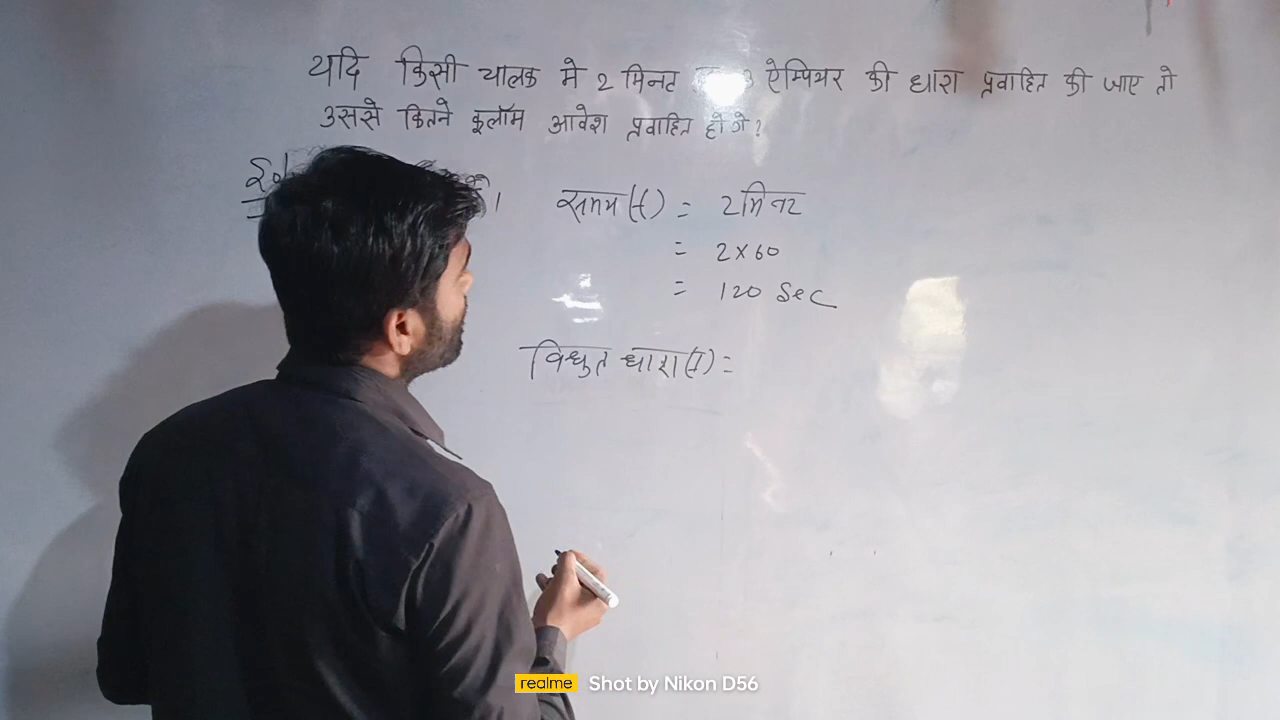 यदि किसी चालक मे 2 मिनट 3 ऐम्पियर की धारा प्रवाहित की जाए तो
उससे कितने कूलॉम आवेश प्रवाहित होगे ?
समय (t) = 2 मिनट
= 2 × 60
= 120 Sec
विधुत धारा (I) =
realme Shot by Nikon D56